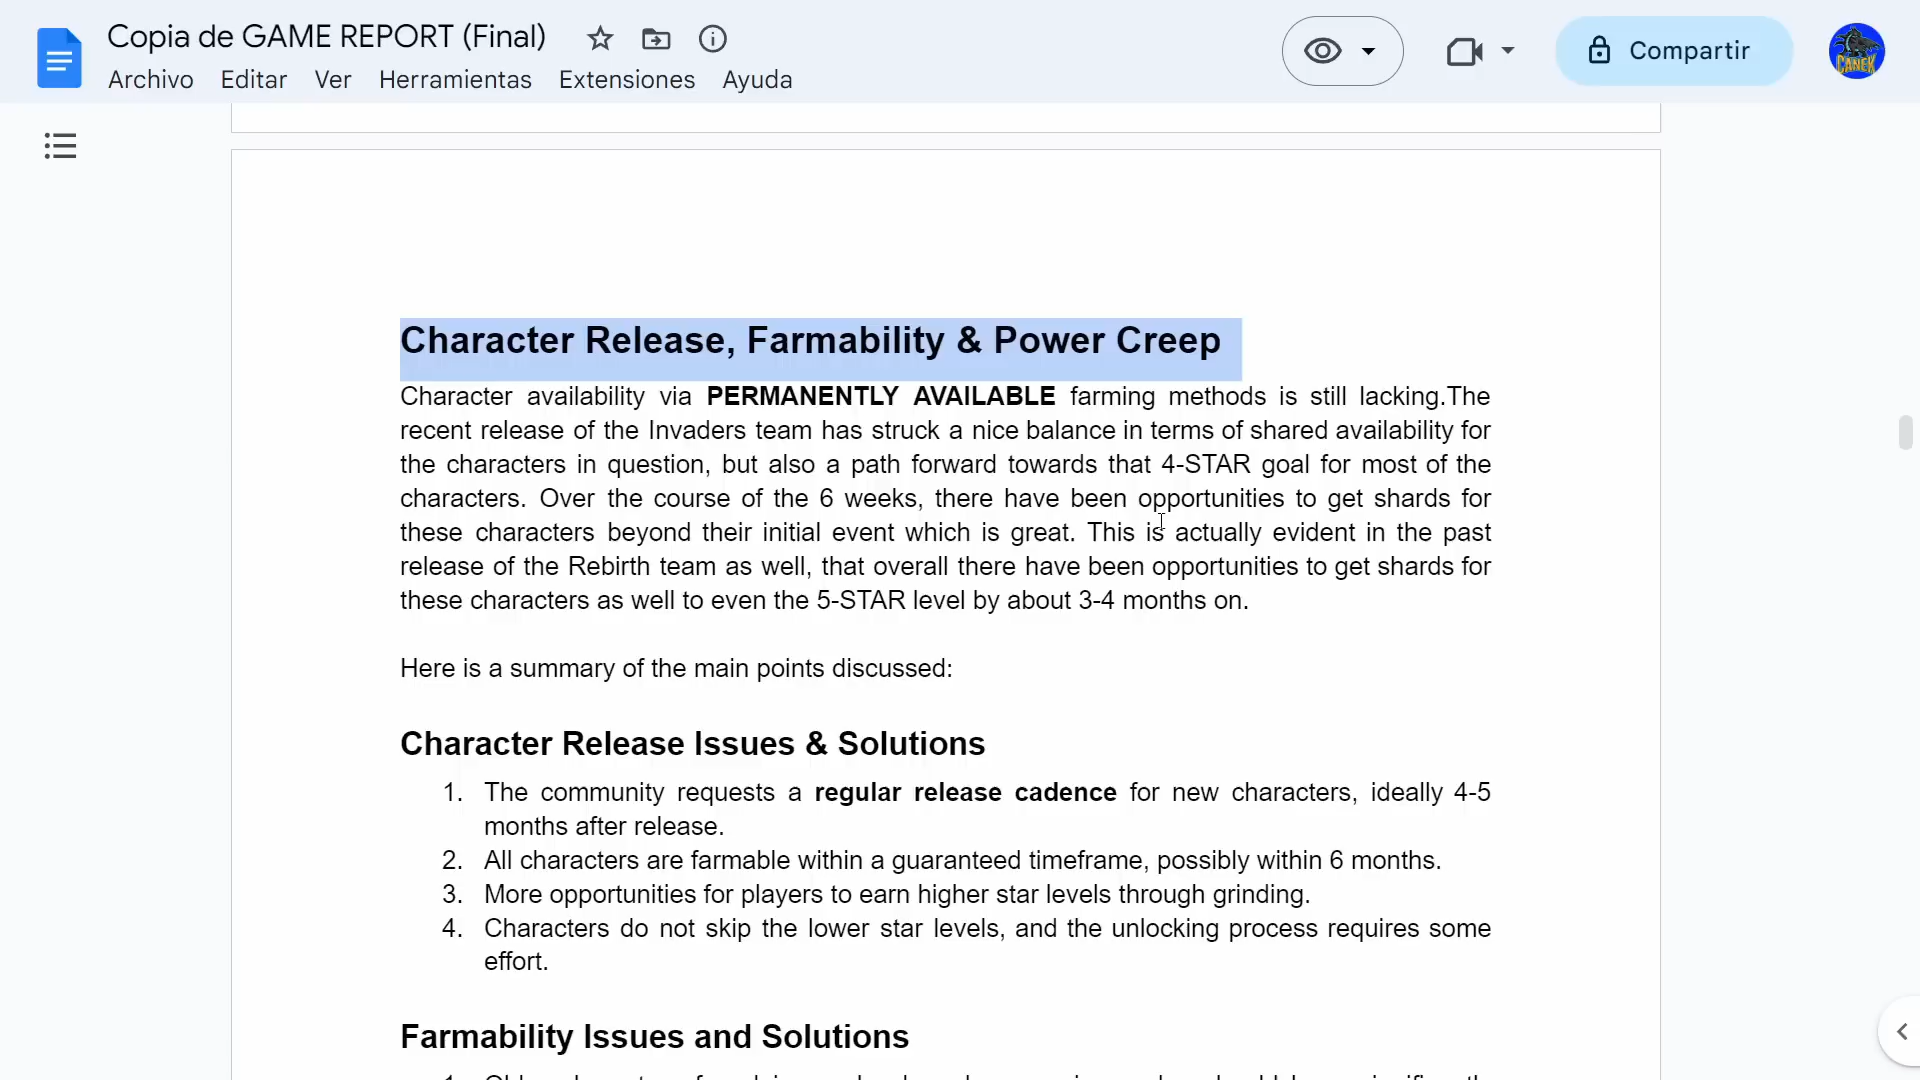 Copia de GAME REPORT (Final)
Archivo Editar Ver Herramientas Extensiones Ayuda
Compartir
CANEK
Character Release, Farmability & Power Creep
Character availability via PERMANENTLY AVAILABLE farming methods is still lacking.The
recent release of the Invaders team has struck a nice balance in terms of shared availability for
the characters in question, but also a path forward towards that 4-STAR goal for most of the
characters. Over the course of the 6 weeks, there have been opportunities to get shards for
these characters beyond their initial event which is great. This is actually evident in the past
release of the Rebirth team as well, that overall there have been opportunities to get shards for
these characters as well to even the 5-STAR level by about 3-4 months on.
Here is a summary of the main points discussed:
Character Release Issues & Solutions
1. The community requests a regular release cadence for new characters, ideally 4-5
months after release.
2. All characters are farmable within a guaranteed timeframe, possibly within 6 months.
3. More opportunities for players to earn higher star levels through grinding.
4. Characters do not skip the lower star levels, and the unlocking process requires some
effort.
Farmability Issues and Solutions